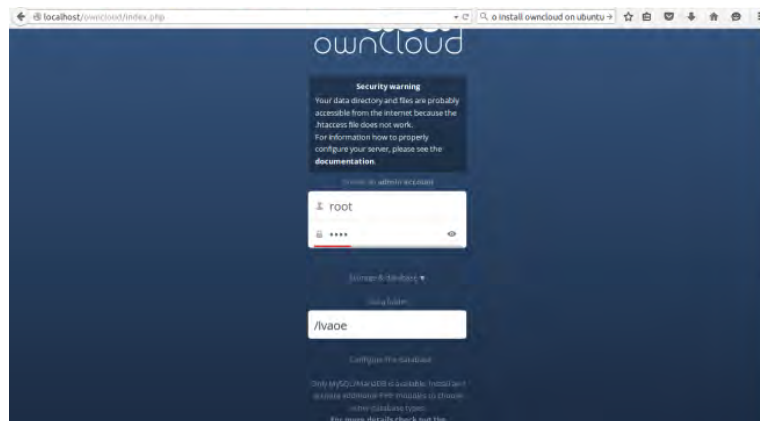 localhost/owncloud/index.php
o install owncloud on ubuntu
ownCloud
Security warning
Your data directory and files are probably
accessible from the internet because the
.htaccess file does not work.
For information how to properly
configure your server, please see the
documentation.
Create an admin account
root
Storage & database
Data folder
/lvaoe
Configure the database
Only MySQL/MariaDB is available. Install and
activate additional PHP modules to choose
other database types.
For more details check out the